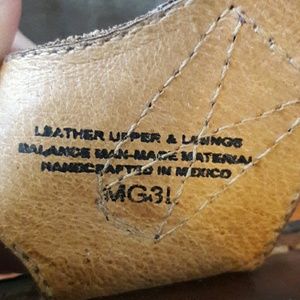 LEATHER UPPER & LININGS
BALANCE MAN-MADE MATERIAL
HANDCRAFTED IN MEXICO
MG3L